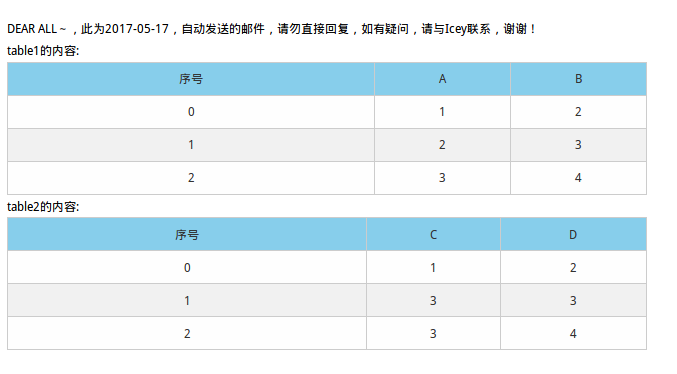 DEAR ALL ~ ，此为2017-05-17，自动发送的邮件，请勿直接回复，如有疑问，请与Icey联系，谢谢！
table1的内容:
序号 A B
0 1 2
1 2 3
2 3 4
table2的内容:
序号 C D
0 1 2
1 3 3
2 3 4